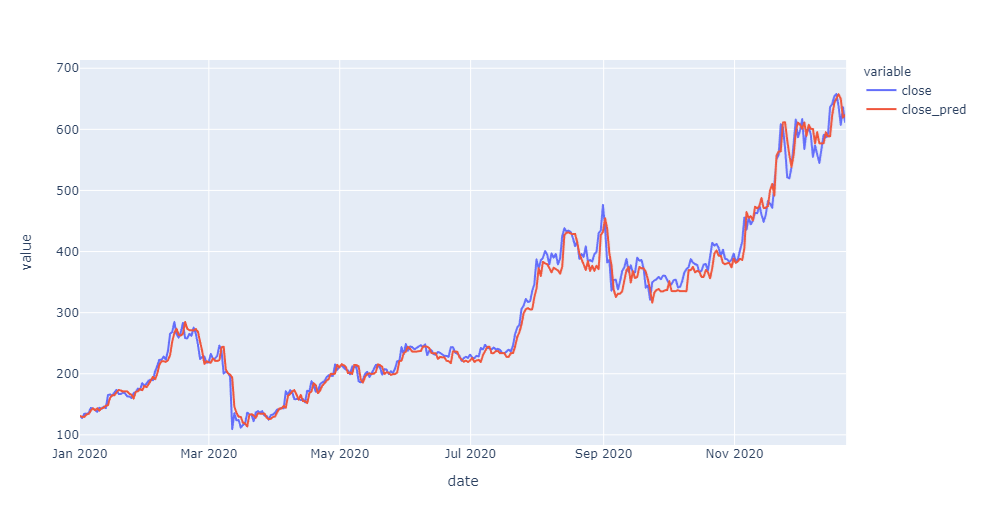 variable
close
close_pred
700
600
500
400
300
200
100
value
Jan 2020
Mar 2020
May 2020
Jul 2020
Sep 2020
Nov 2020
date